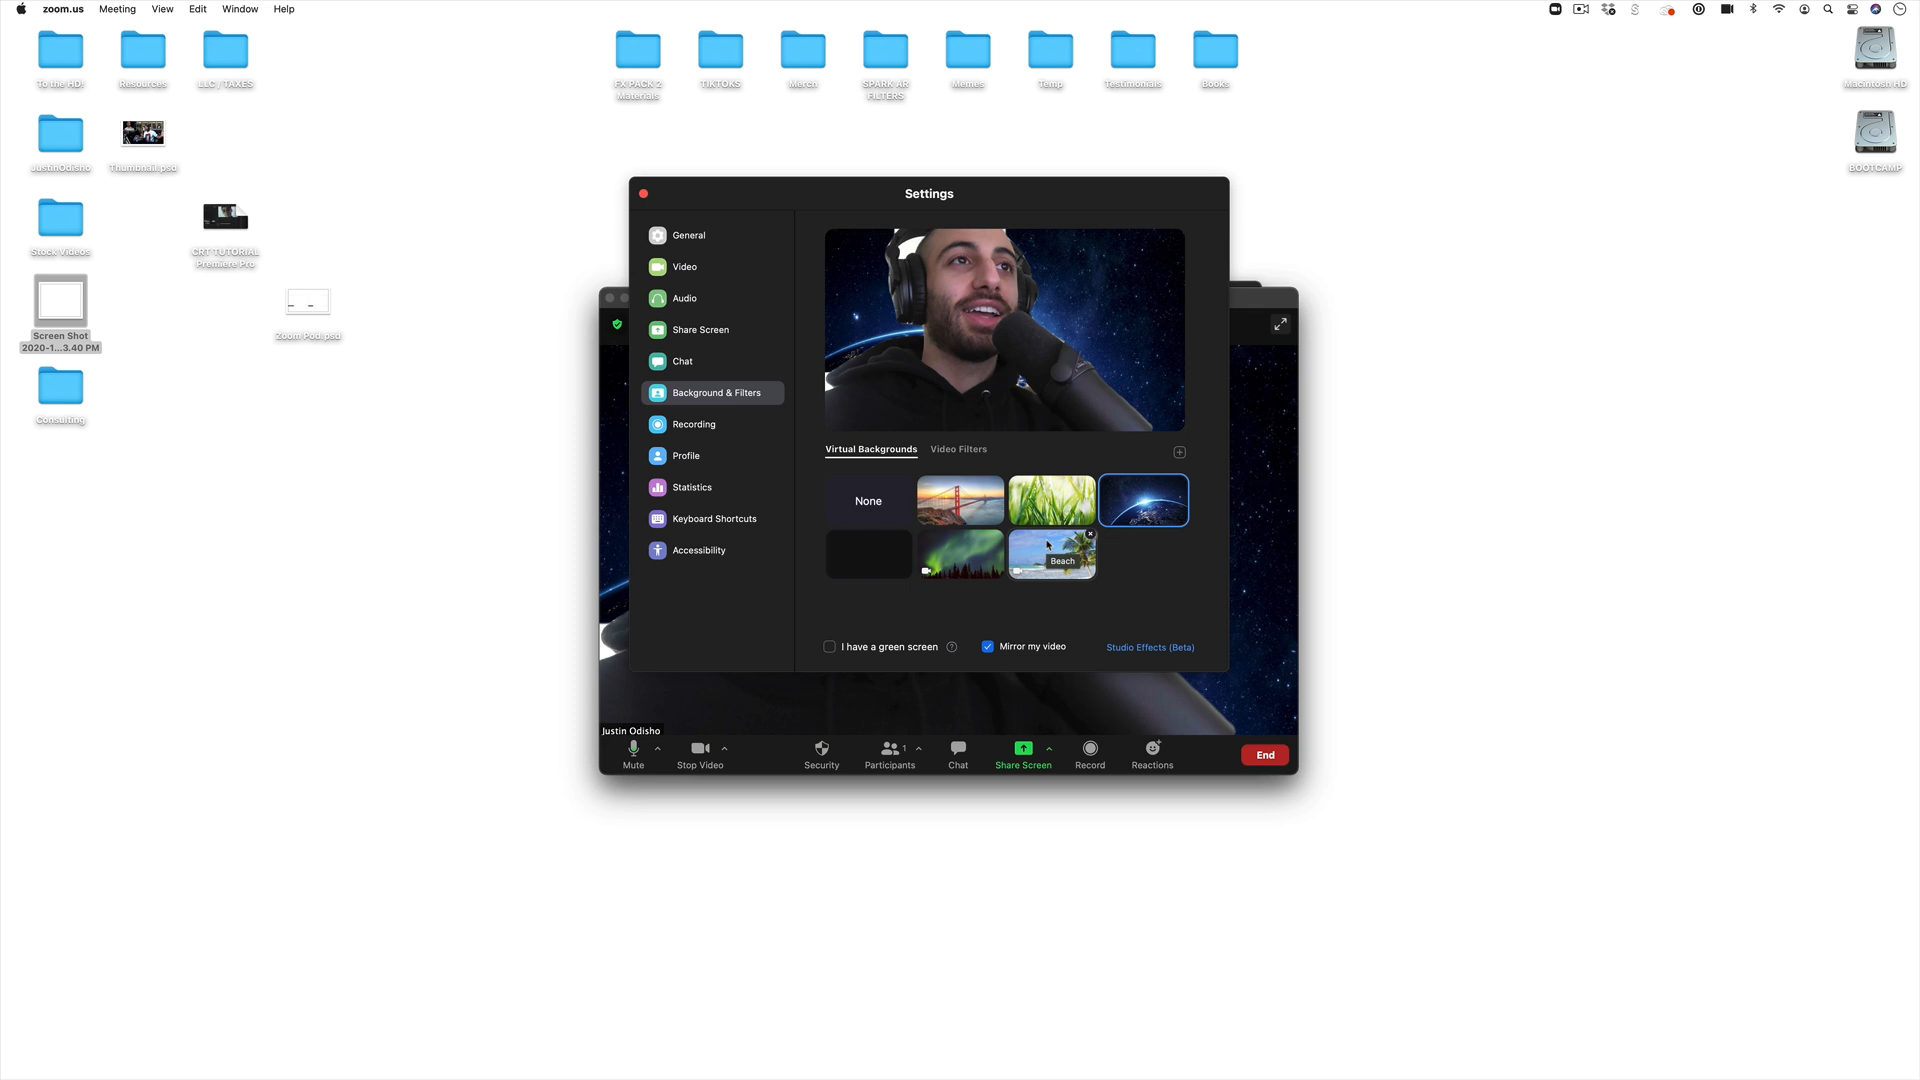 zoom.us Meeting View Edit Window Help
To the HD!
Resources
LLC / TAXES
FX PACK 2
Materials
TIKTOKS
Merch
SPARK AR
FILTERS
Memes
Temp
Testimonials
Books
Macintosh HD
JustinOdisho
Thumbnail.psd
BOOTCAMP
Stock Videos
CRT TUTORIAL
Premiere Pro
Screen Shot
2020-1...3.40 PM
Zoom Pod.psd
Consulting
Settings
General
Video
Audio
Share Screen
Chat
Background & Filters
Recording
Profile
Statistics
Keyboard Shortcuts
Accessibility
Virtual Backgrounds Video Filters
None
Beach
I have a green screen ?
Mirror my video
Studio Effects (Beta)
Justin Odisho
Mute
Stop Video
Security
Participants 1
Chat
Share Screen
Record
Reactions
End